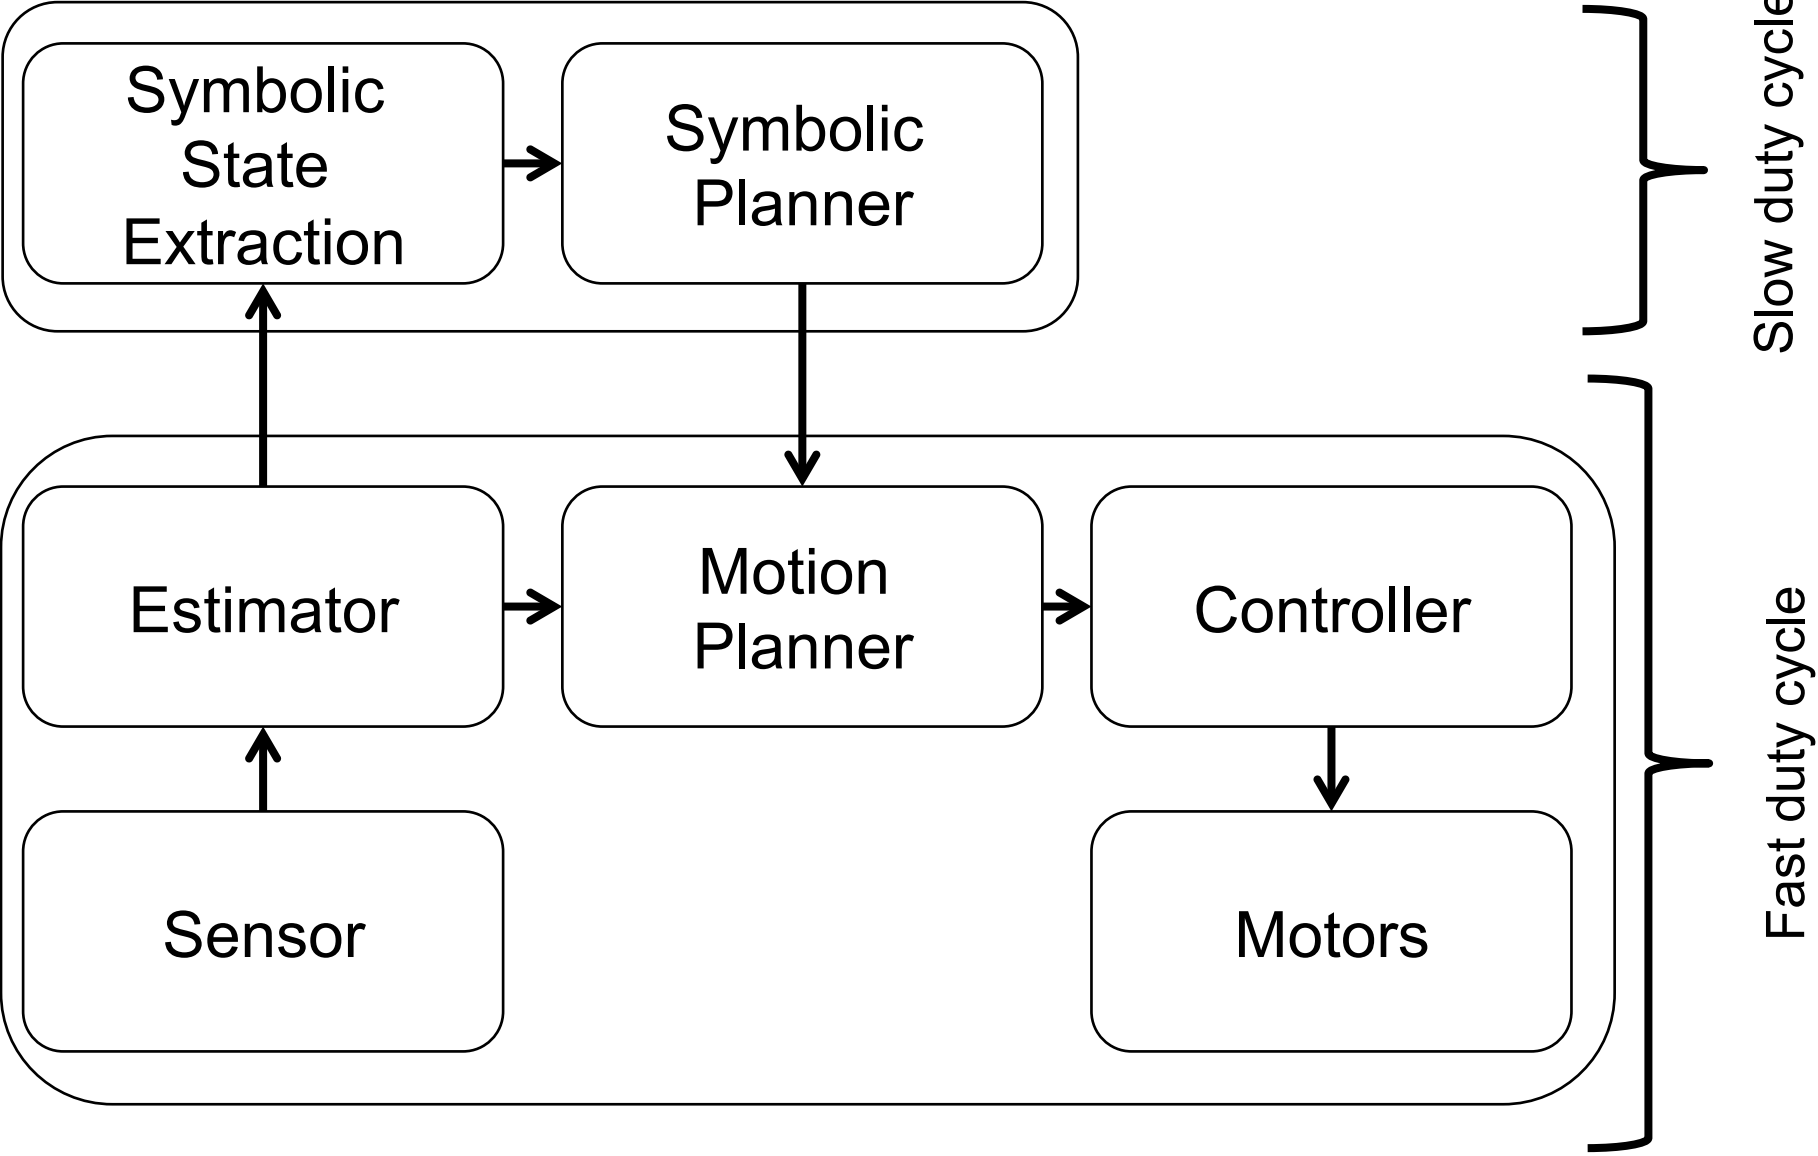 Symbolic
State
Extraction
Symbolic
Planner
Slow duty cycle
Estimator
Motion
Planner
Controller
Sensor
Motors
Fast duty cycle